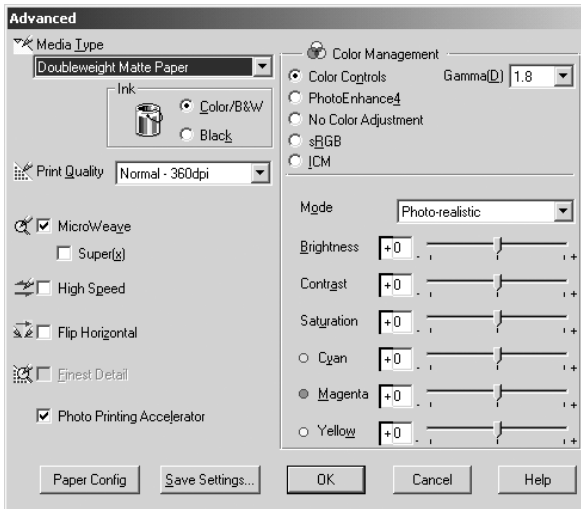 Advanced
Media Type
Doubleweight Matte Paper
Ink
Color/B&W
Black
Print Quality
Normal - 360dpi
MicroWeave
Super(x)
High Speed
Flip Horizontal
Finest Detail
Photo Printing Accelerator
Color Management
Color Controls
Gamma(D) 1.8
PhotoEnhance4
No Color Adjustment
sRGB
ICM
Mode
Photo-realistic
Brightness +0 - +
Contrast +0 - +
Saturation +0 - +
Cyan +0 - +
Magenta +0 - +
Yellow +0 - +
Paper Config
Save Settings...
OK
Cancel
Help